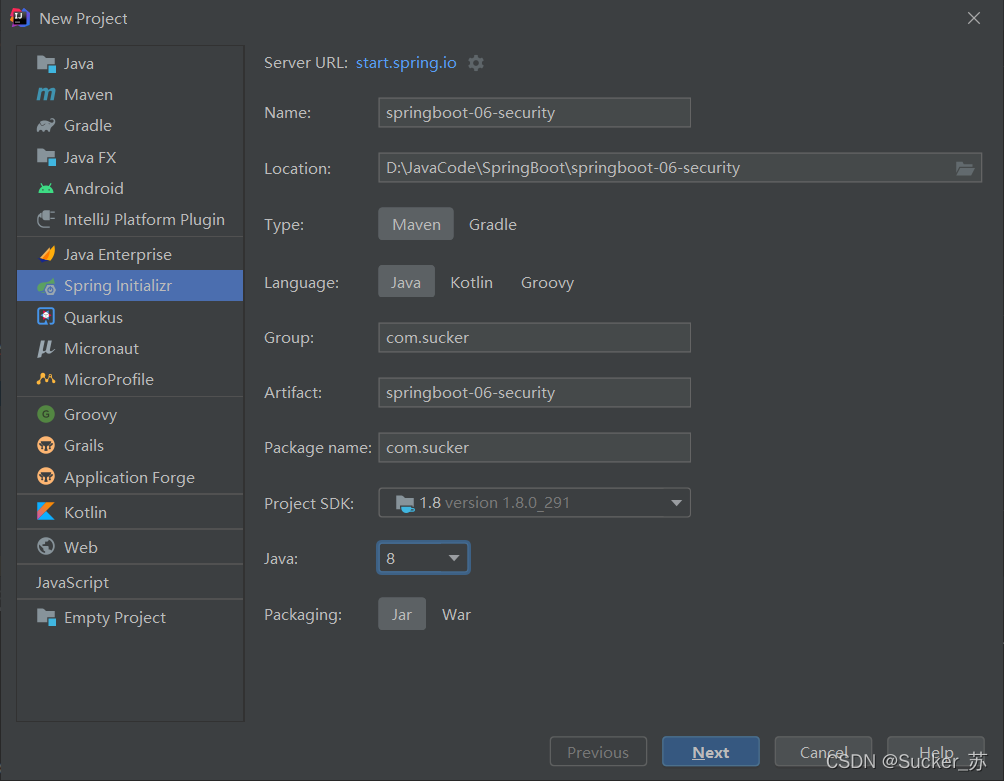 New Project
Java
Maven
Gradle
Java FX
Android
IntelliJ Platform Plugin
Java Enterprise
Spring Initializr
Quarkus
Micronaut
MicroProfile
Groovy
Grails
Application Forge
Kotlin
Web
JavaScript
Empty Project
Server URL: start.spring.io
Name: springboot-06-security
Location: D:\JavaCode\SpringBoot\springboot-06-security
Type: Maven Gradle
Language: Java Kotlin Groovy
Group: com.sucker
Artifact: springboot-06-security
Package name: com.sucker
Project SDK: 1.8 version 1.8.0_291
Java: 8
Packaging: Jar War
Previous Next Cancel Help
CSDN @Sucker_苏